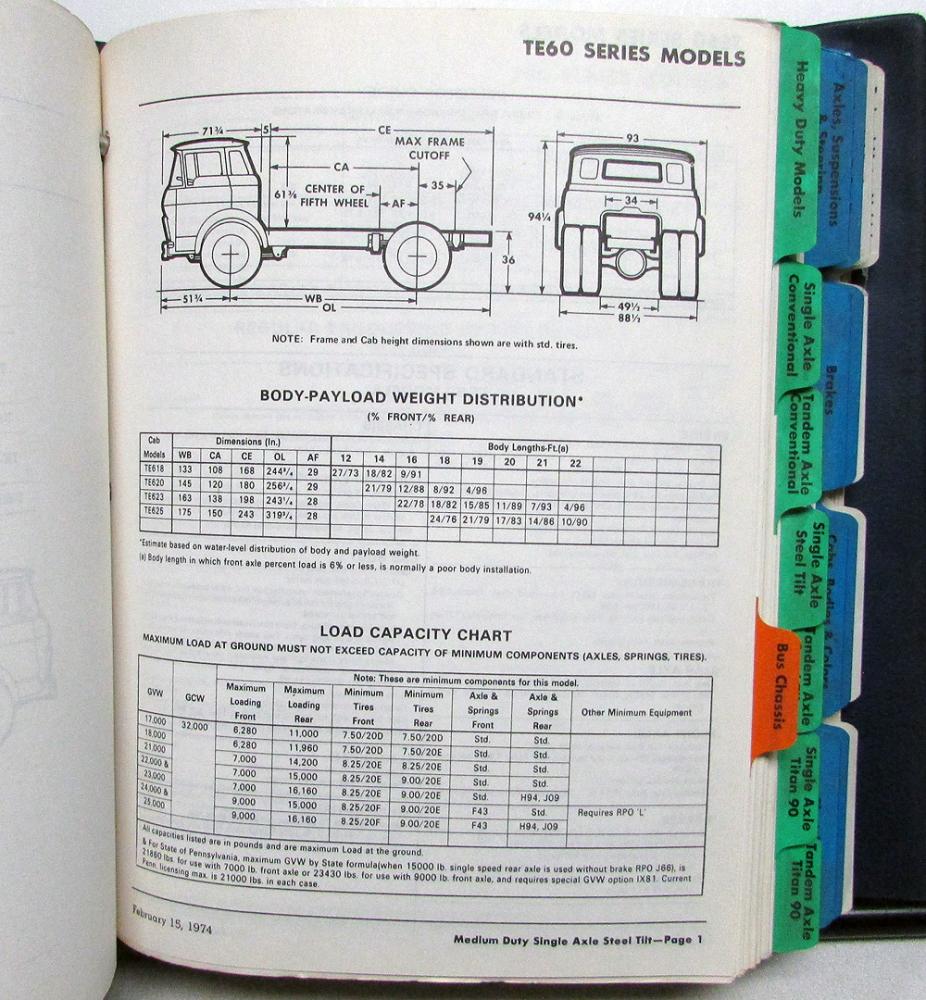 TE60 SERIES MODELS
71¾ 5 CE
MAX FRAME
CUTOFF
CA
61⅜ CENTER OF
FIFTH WHEEL
AF 35
36
51¾ WB
OL
93
34
94¼
49½
88½
NOTE: Frame and Cab height dimensions shown are with std. tires.
BODY-PAYLOAD WEIGHT DISTRIBUTION*
(% FRONT/% REAR)
Cab Models Dimensions (In.) Body Lengths-Ft.(a)
WB CA CE OL AF 12 14 16 18 19 20 21 22
TE618 133 108 168 244¾ 29 27/73 18/82 9/91
TE620 145 120 180 256¾ 29 21/79 12/88 8/92 4/96
TE623 163 138 198 243¼ 28 22/78 18/82 15/85 11/89 7/93 4/96
TE625 175 150 243 319¾ 28 24/76 21/79 17/83 14/86 10/90
*Estimate based on water-level distribution of body and payload weight.
(a) Body length in which front axle percent load is 6% or less, is normally a poor body installation.
LOAD CAPACITY CHART
MAXIMUM LOAD AT GROUND MUST NOT EXCEED CAPACITY OF MINIMUM COMPONENTS (AXLES, SPRINGS, TIRES).
Note: These are minimum components for this model.
GVW GCW Maximum Loading Front Maximum Loading Rear Minimum Tires Front Minimum Tires Rear Axle & Springs Front Axle & Springs Rear Other Minimum Equipment
17,000 32,000 6,280 11,000 7.50/20D 7.50/20D Std. Std.
18,000 6,280 11,960 7.50/20D 7.50/20D Std. Std.
21,000 7,000 14,200 8.25/20E 8.25/20E Std. Std.
22,000 & 7,000 15,000 8.25/20E 9.00/20E Std. Std.
23,000 7,000 16,160 8.25/20E 9.00/20E Std. H94, J09
24,000 & 9,000 15,000 8.25/20F 9.00/20E F43 Std. Requires RPO 'L'
25,000 9,000 16,160 8.25/20F 9.00/20E F43 H94, J09
All capacities listed are in pounds and are maximum Load at the ground.
& For State of Pennsylvania, maximum GVW by State formula(when 15000 lb. single speed rear axle is used without brake RPO J66), is
21860 lbs. for use with 7000 lb. front axle or 23430 lbs. for use with 9000 lb. front axle, and requires special GVW option IX81. Current
Penn. licensing max. is 21000 lbs. in each case.
February 15, 1974
Medium Duty Single Axle Steel Tilt—Page 1
Heavy Duty Models
Single Axle
Conventional
Tandem Axle
Conventional
Single Axle
Steel Tilt
Tandem Axle
Bus Chassis
Single Axle
Titan 90
Tandem Axle
Titan 90
Axles, Suspensions
& Steering
Brakes
Cabs, Bodies & Colors